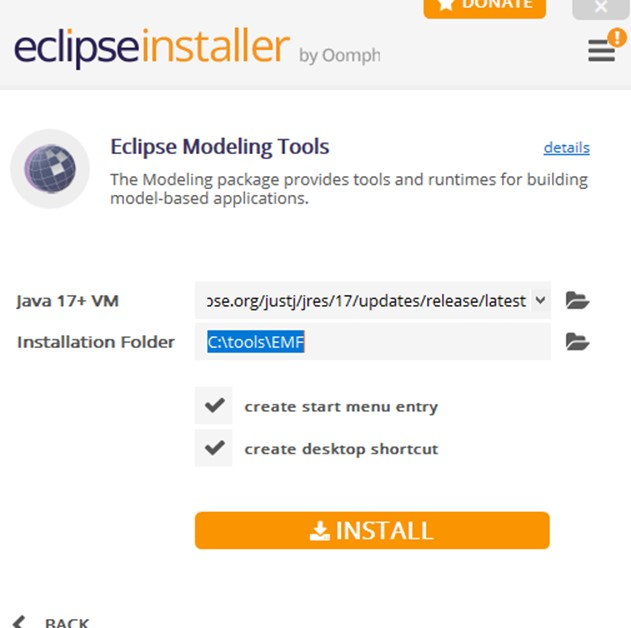 DONATE
eclipseinstaller by Oomph
Eclipse Modeling Tools
details
The Modeling package provides tools and runtimes for building
model-based applications.
Java 17+ VM
ose.org/justj/jres/17/updates/release/latest
Installation Folder
C:\tools\EMF
create start menu entry
create desktop shortcut
INSTALL
BACK